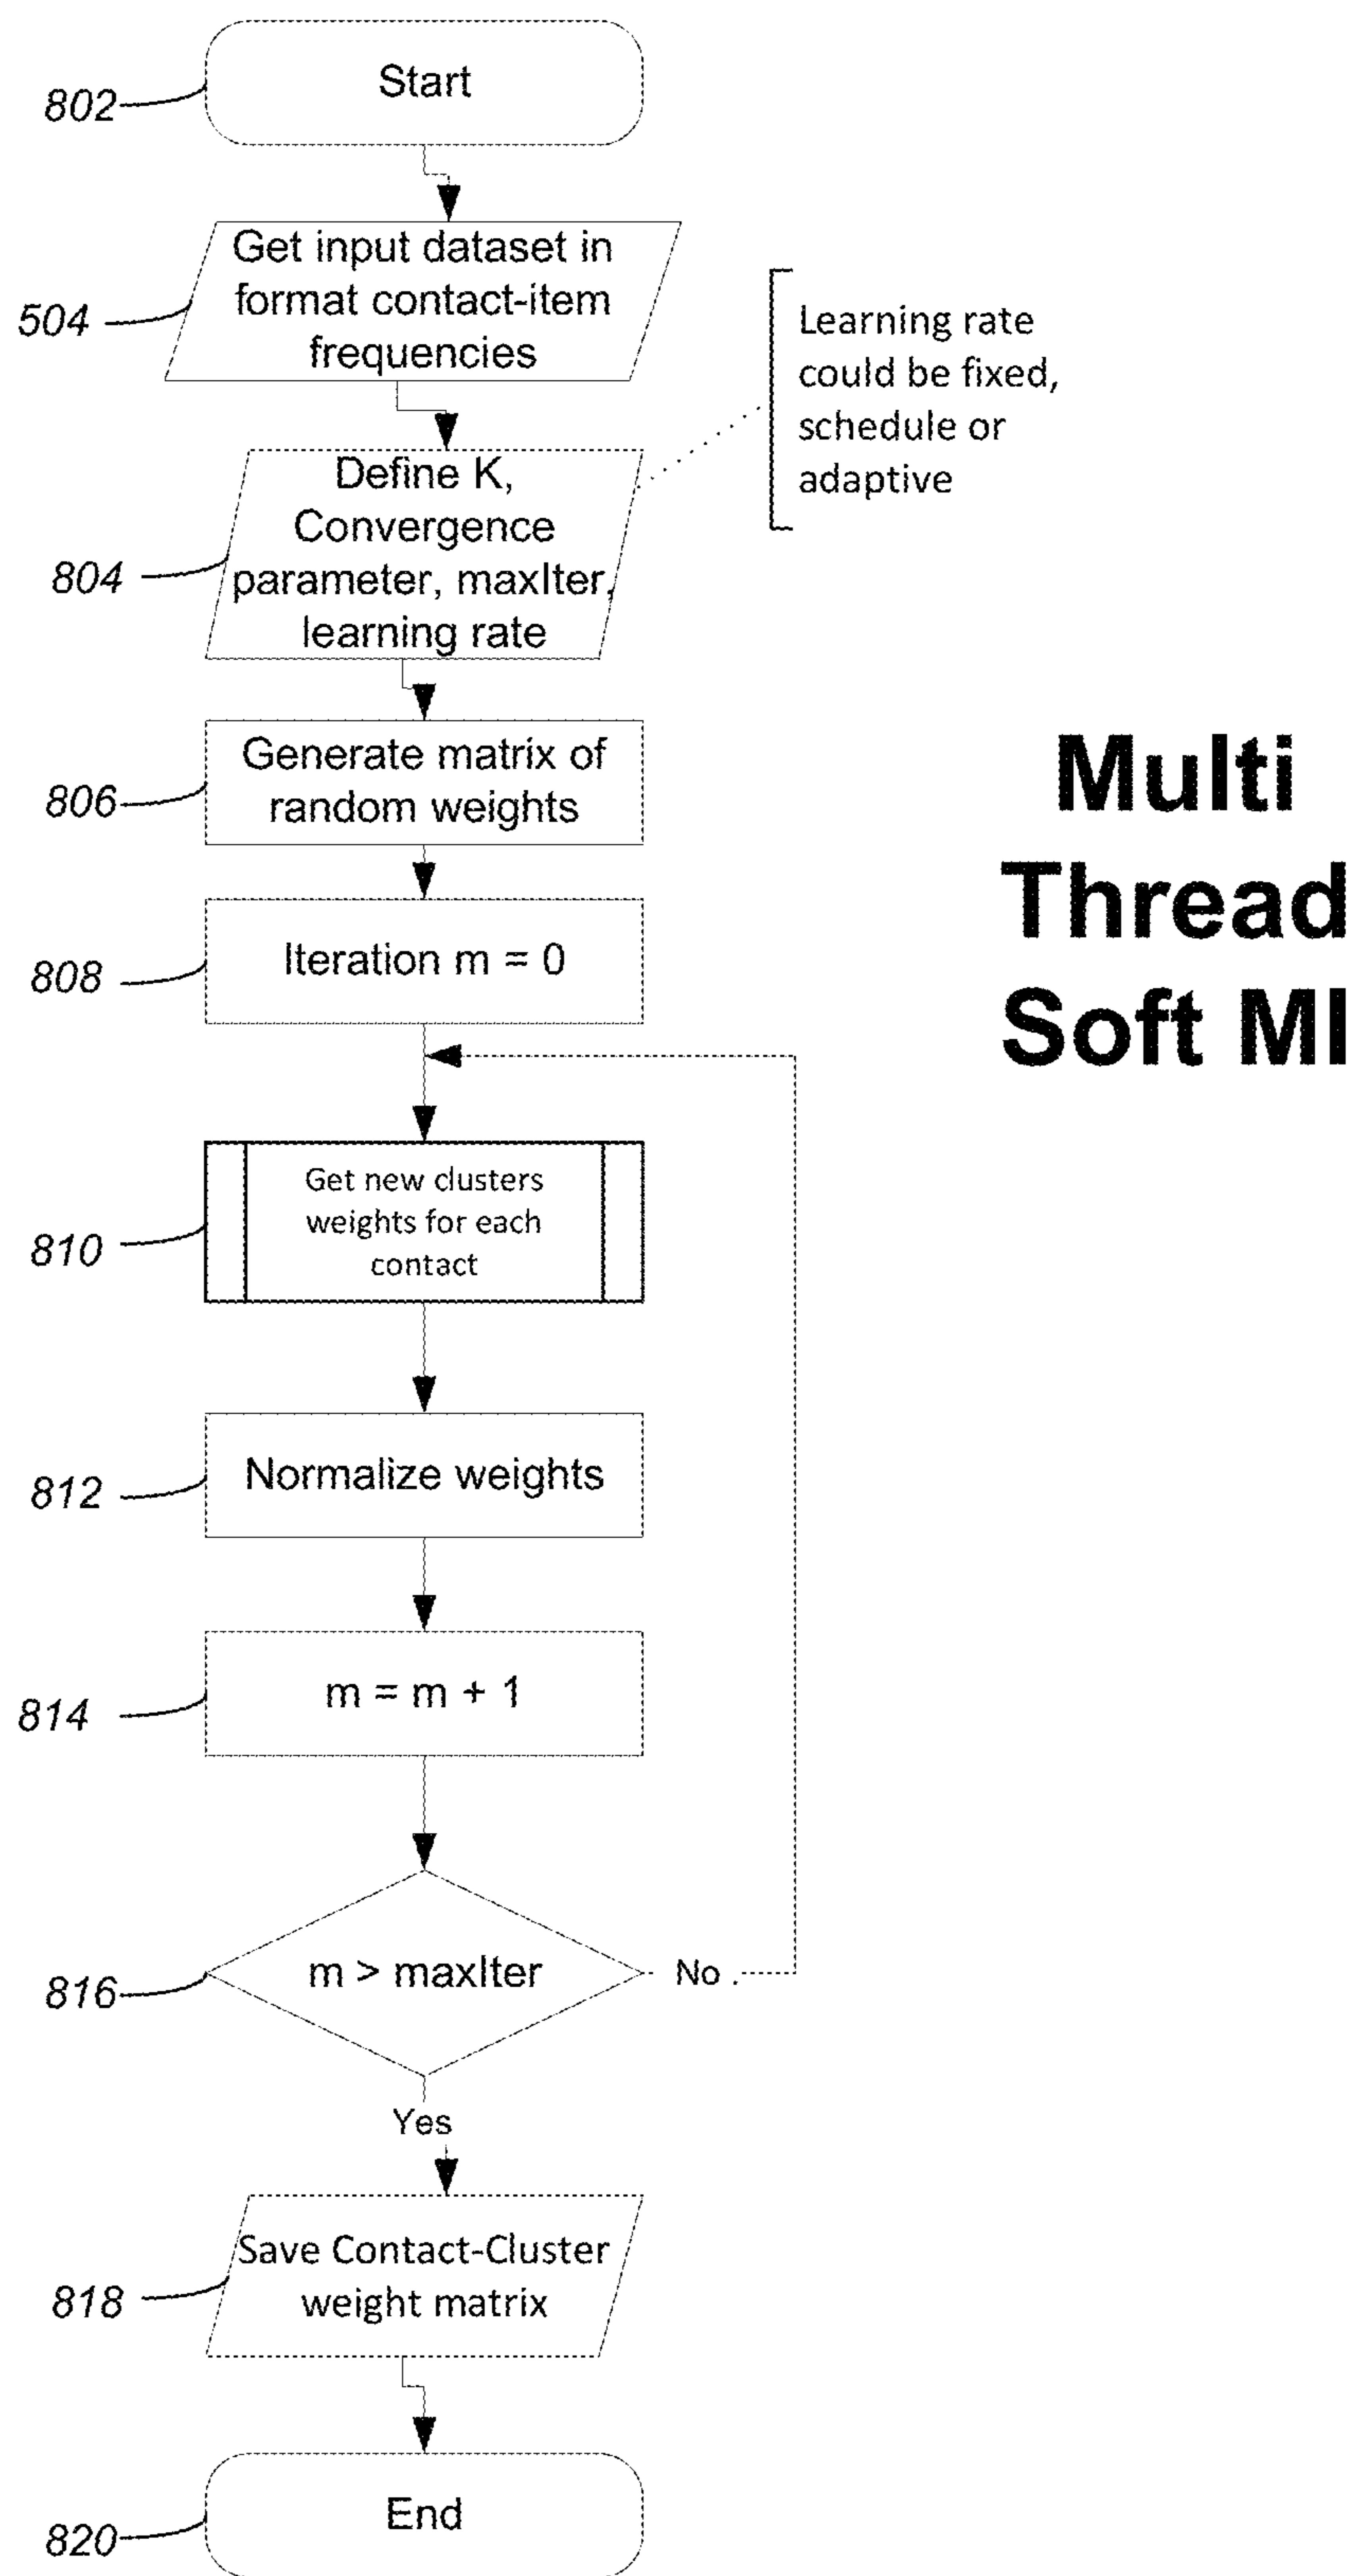 802
Start
504
Get input dataset in
format contact-item
frequencies
Learning rate
could be fixed,
schedule or
adaptive
804
Define K,
Convergence
parameter, maxIter,
learning rate
806
Generate matrix of
random weights
Multi
Thread
Soft MI
808
Iteration m = 0
810
Get new clusters
weights for each
contact
812
Normalize weights
814
m = m + 1
816
m > maxIter
No
Yes
818
Save Contact-Cluster
weight matrix
820
End